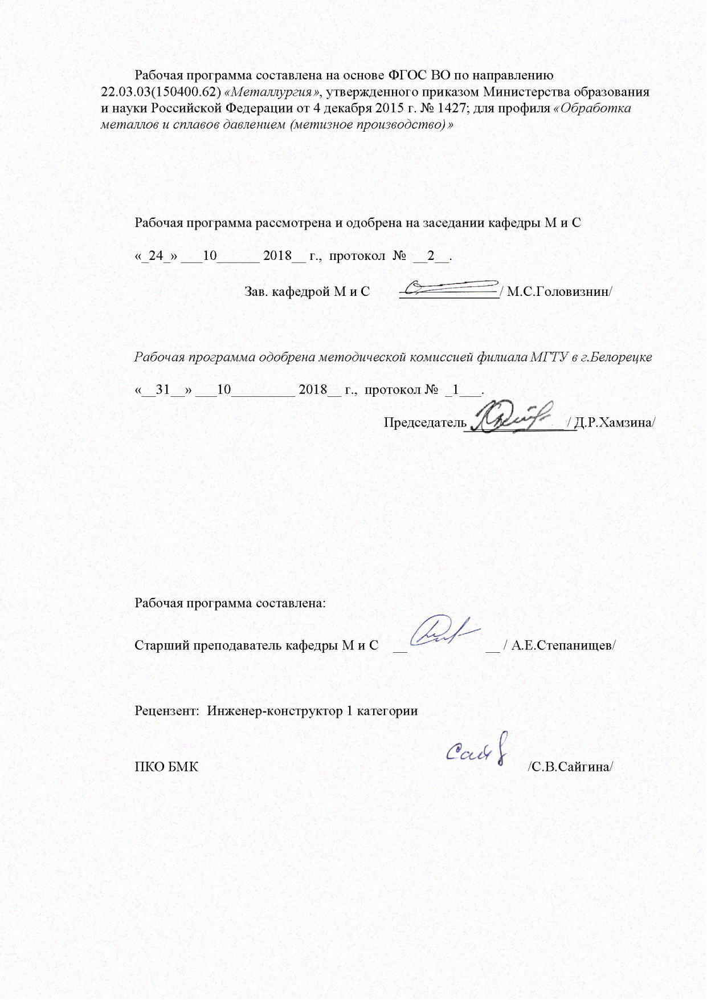 Рабочая программа составлена на основе ФГОС ВО по направлению
22.03.03(150400.62) «Металлургия», утвержденного приказом Министерства образования
и науки Российской Федерации от 4 декабря 2015 г. № 1427; для профиля «Обработка
металлов и сплавов давлением (метизное производство)»
Рабочая программа рассмотрена и одобрена на заседании кафедры М и С
«_24_» ___10______ 2018__ г., протокол № __2__.
Зав. кафедрой М и С ______________/ М.С.Головизнин/
Рабочая программа одобрена методической комиссией филиала МГТУ в г.Белорецке
«__31__» ___10_________ 2018__ г., протокол № _1___.
Председатель______________ / Д.Р.Хамзина/
Рабочая программа составлена:
Старший преподаватель кафедры М и С __ __ / А.Е.Степанищев/
Рецензент: Инженер-конструктор 1 категории
ПКО БМК /С.В.Сайгина/